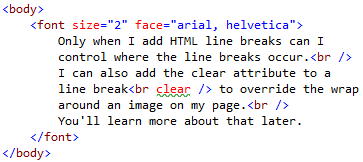 <body>
<font size="2" face="arial, helvetica">
Only when I add HTML line breaks can I
control where the line breaks occur.<br />
I can also add the clear attribute to a
line break<br clear /> to override the wrap
around an image on my page.<br />
You'll learn more about that later.
</font>
</body>